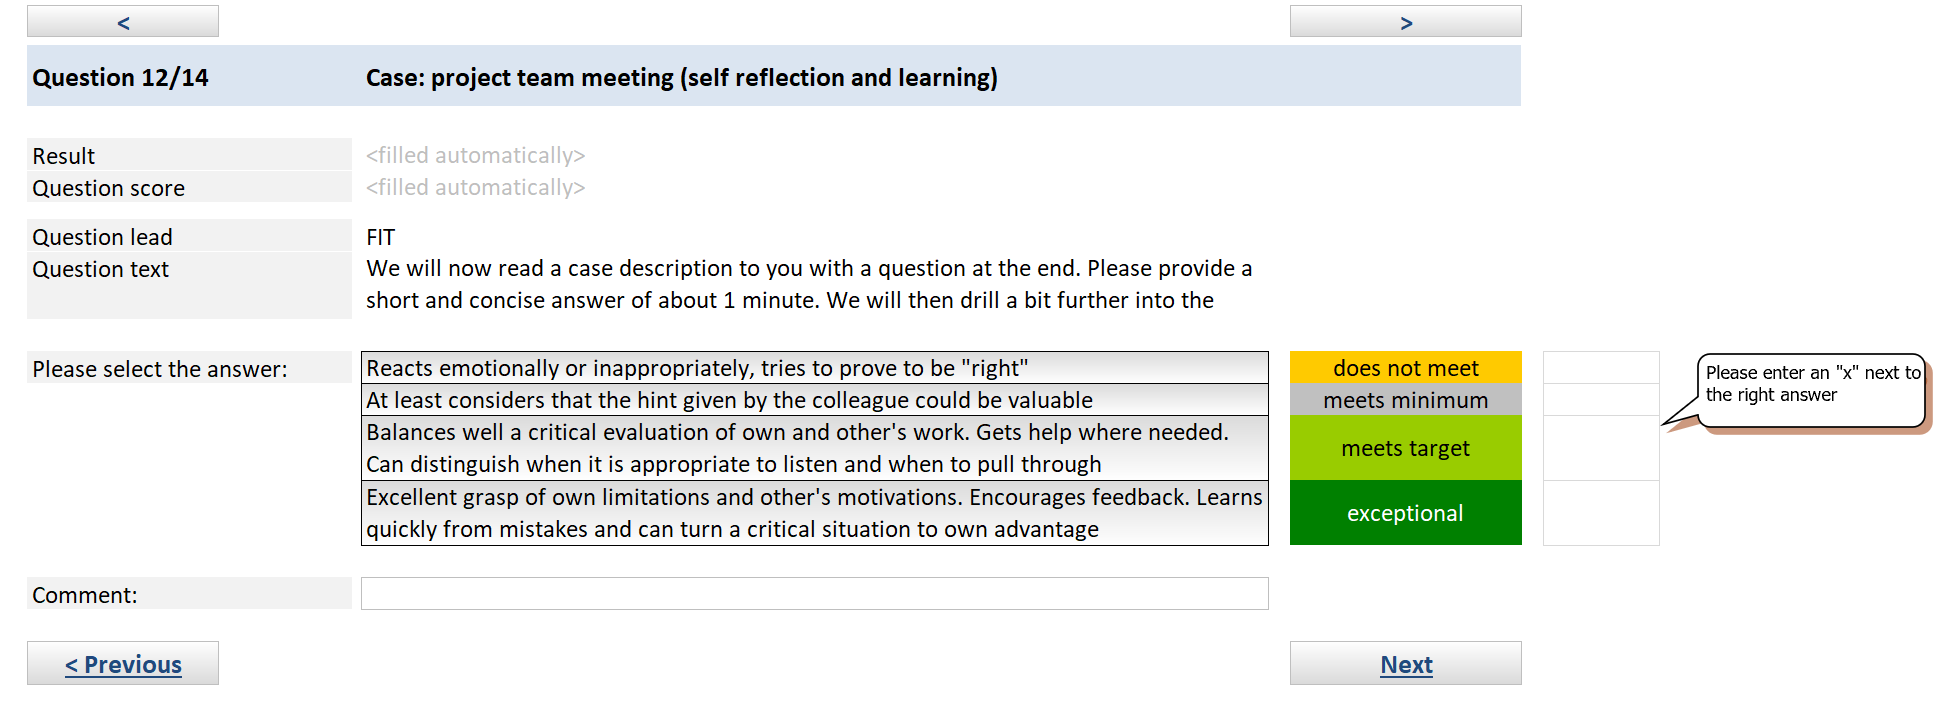 <
>
Question 12/14
Case: project team meeting (self reflection and learning)
Result
<filled automatically>
Question score
<filled automatically>
Question lead
FIT
Question text
We will now read a case description to you with a question at the end. Please provide a
short and concise answer of about 1 minute. We will then drill a bit further into the
Please select the answer:
Reacts emotionally or inappropriately, tries to prove to be "right"
does not meet
At least considers that the hint given by the colleague could be valuable
meets minimum
Balances well a critical evaluation of own and other's work. Gets help where needed.
Can distinguish when it is appropriate to listen and when to pull through
meets target
Excellent grasp of own limitations and other's motivations. Encourages feedback. Learns
quickly from mistakes and can turn a critical situation to own advantage
exceptional
Please enter an "x" next to
the right answer
Comment:
< Previous
Next